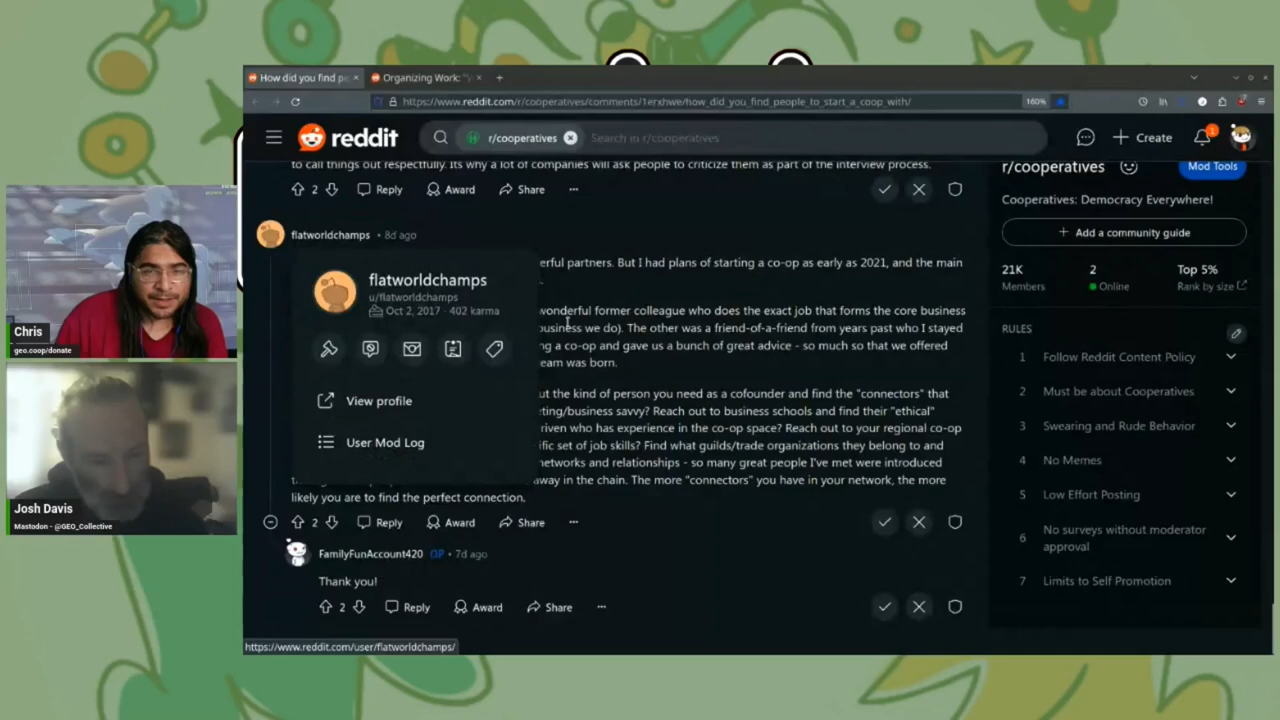 How did you find pe
Organizing Work: "
https://www.reddit.com/r/cooperatives/comments/1erxhwe/how_did_you_find_people_to_start_a_coop_with/
160%
reddit
r/cooperatives
Search in r/cooperatives
Create
1
to call things out respectfully. Its why a lot of companies will ask people to criticize them as part of the interview process.
2 Reply Award Share
flatworldchamps • 8d ago
erful partners. But I had plans of starting a co-op as early as 2021, and the main
flatworldchamps
u/flatworldchamps
Oct 2, 2017 • 402 karma
wonderful former colleague who does the exact job that forms the core business
business we do). The other was a friend-of-a-friend from years past who I stayed
ng a co-op and gave us a bunch of great advice - so much so that we offered
eam was born.
ut the kind of person you need as a cofounder and find the "connectors" that
eting/business savvy? Reach out to business schools and find their "ethical"
riven who has experience in the co-op space? Reach out to your regional co-op
ific set of job skills? Find what guilds/trade organizations they belong to and
networks and relationships - so many great people I've met were introduced
away in the chain. The more "connectors" you have in your network, the more
likely you are to find the perfect connection.
View profile
User Mod Log
2 Reply Award Share
FamilyFunAccount420 OP • 7d ago
Thank you!
2 Reply Award Share
https://www.reddit.com/user/flatworldchamps/
r/cooperatives
Mod Tools
Cooperatives: Democracy Everywhere!
Add a community guide
21K 2 Top 5%
Members Online Rank by size
RULES
1 Follow Reddit Content Policy
2 Must be about Cooperatives
3 Swearing and Rude Behavior
4 No Memes
5 Low Effort Posting
6 No surveys without moderator
approval
7 Limits to Self Promotion
Chris
geo.coop/donate
Josh Davis
Mastodon - @GEO_Collective